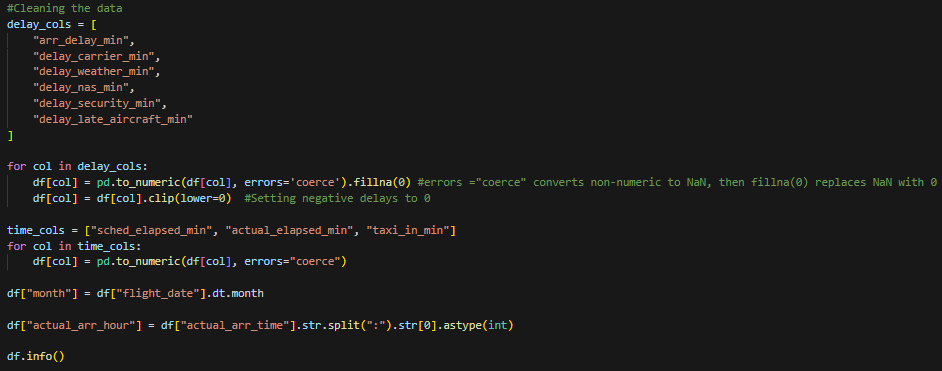 #Cleaning the data
delay_cols = [
    "arr_delay_min",
    "delay_carrier_min",
    "delay_weather_min",
    "delay_nas_min",
    "delay_security_min",
    "delay_late_aircraft_min"
]
for col in delay_cols:
    df[col] = pd.to_numeric(df[col], errors='coerce').fillna(0) #errors ="coerce" converts non-numeric to NaN, then fillna(0) replaces NaN with 0
    df[col] = df[col].clip(lower=0)  #Setting negative delays to 0
time_cols = ["sched_elapsed_min", "actual_elapsed_min", "taxi_in_min"]
for col in time_cols:
    df[col] = pd.to_numeric(df[col], errors="coerce")
df["month"] = df["flight_date"].dt.month
df["actual_arr_hour"] = df["actual_arr_time"].str.split(":").str[0].astype(int)
df.info()